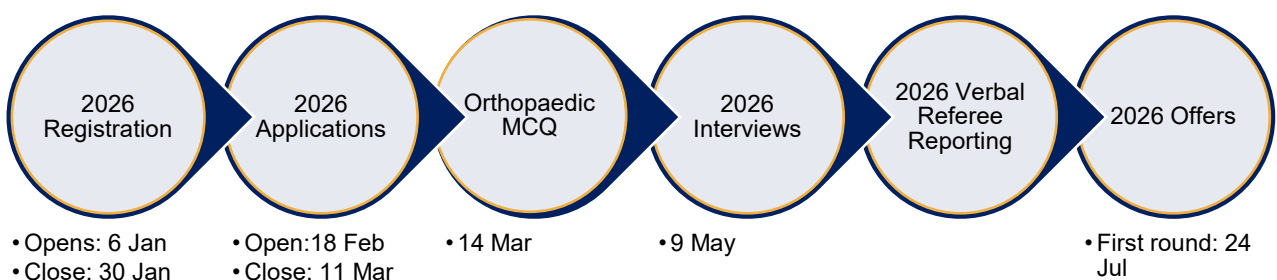 2026
Registration
2026
Applications
Orthopaedic
MCQ
2026
Interviews
2026 Verbal
Referee
Reporting
2026 Offers
• Opens: 6 Jan
• Close: 30 Jan
• Open:18 Feb
• Close: 11 Mar
• 14 Mar
• 9 May
• First round: 24
Jul